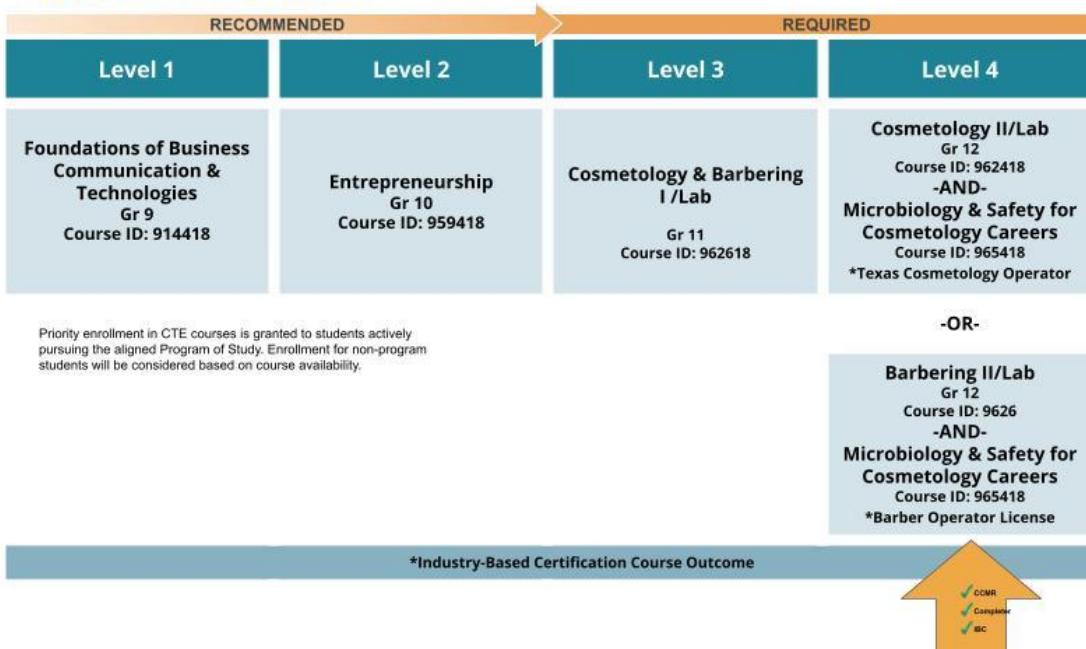 RECOMMENDED
REQUIRED
Level 1
Level 2
Level 3
Level 4
Foundations of Business
Communication &
Technologies
Gr 9
Course ID: 914418
Entrepreneurship
Gr 10
Course ID: 959418
Cosmetology & Barbering
I /Lab
Gr 11
Course ID: 962618
Cosmetology II/Lab
Gr 12
Course ID: 962418
-AND-
Microbiology & Safety for
Cosmetology Careers
Course ID: 965418
*Texas Cosmetology Operator
-OR-
Barbering II/Lab
Gr 12
Course ID: 9626
-AND-
Microbiology & Safety for
Cosmetology Careers
Course ID: 965418
*Barber Operator License
Priority enrollment in CTE courses is granted to students actively
pursuing the aligned Program of Study. Enrollment for non-program
students will be considered based on course availability.
*Industry-Based Certification Course Outcome
✓ CCMR
✓ Completer
✓ IBC